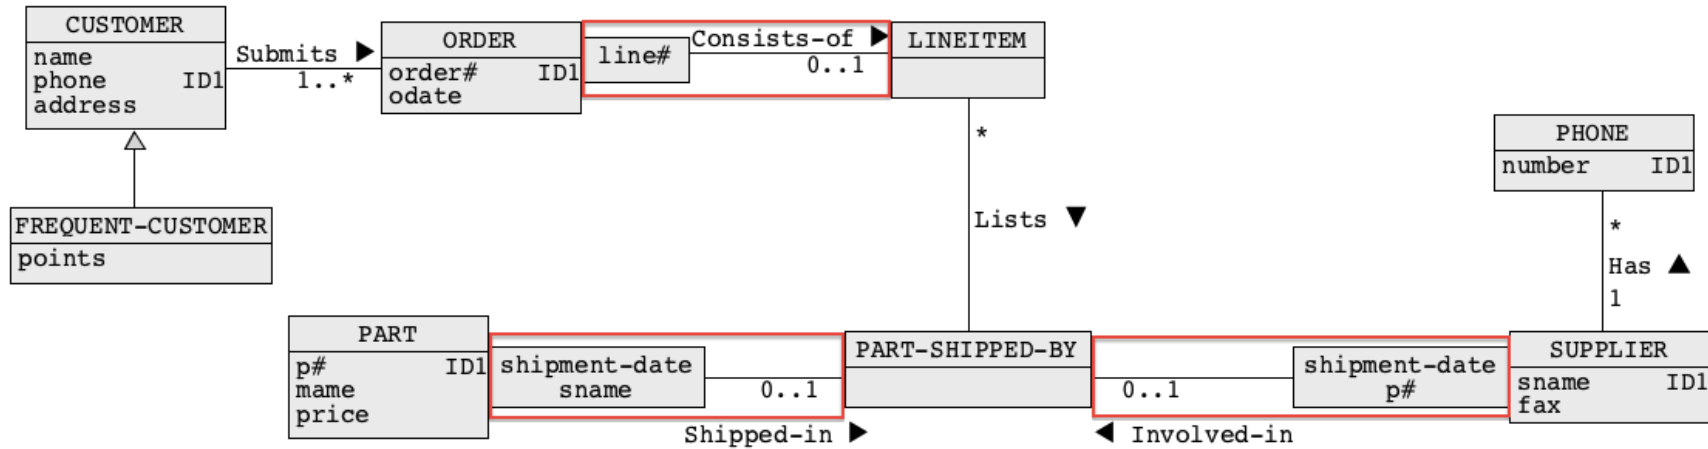 CUSTOMER
name
phone ID1
address
Submits ▶
1..*
ORDER
order# ID1
odate
line#
Consists-of ▶
0..1
LINEITEM
*
Lists ▼
FREQUENT-CUSTOMER
points
PHONE
number ID1
*
Has ▲
1
PART
p# ID1
mame
price
shipment-date
sname
0..1
Shipped-in ▶
PART-SHIPPED-BY
0..1
◀ Involved-in
shipment-date
p#
SUPPLIER
sname ID1
fax